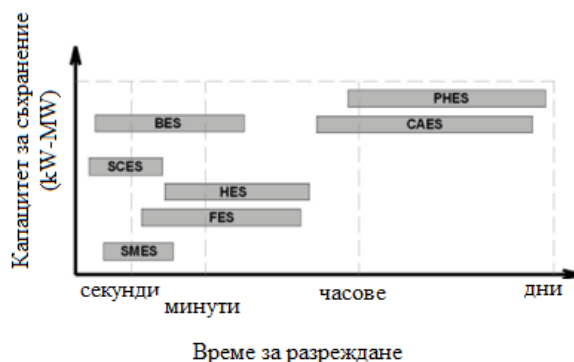 Капацитет за съхранение
(kW-MW)
PHES
BES
CAES
SCES
HES
FES
SMES
секунди
минути
часове
дни
Време за разреждане